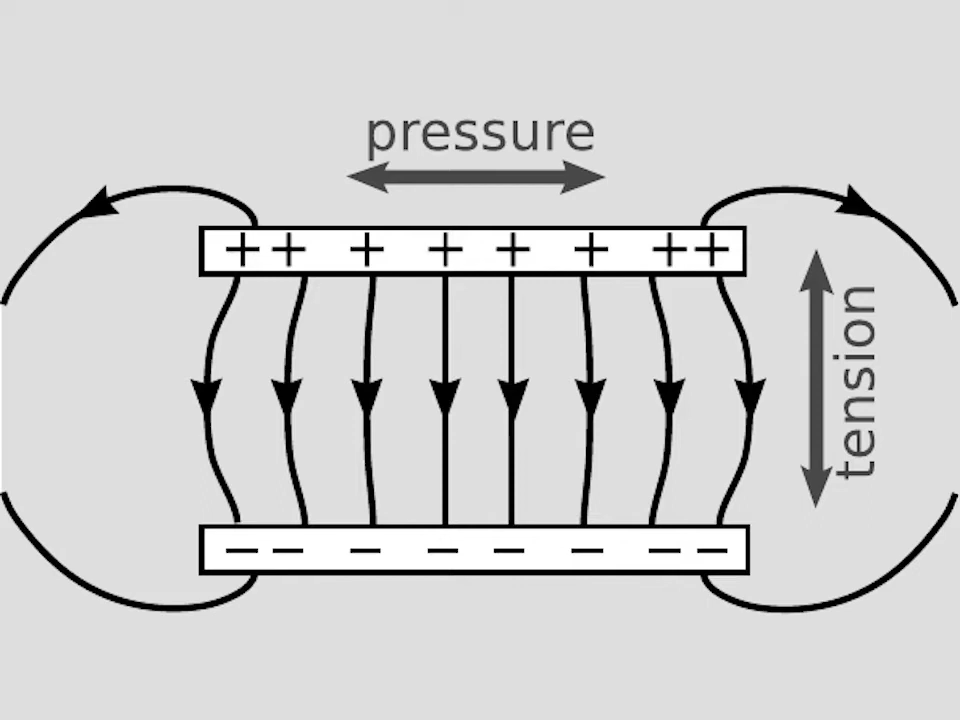 pressure
+ + + + + + + +
tension
− − − − − − − −